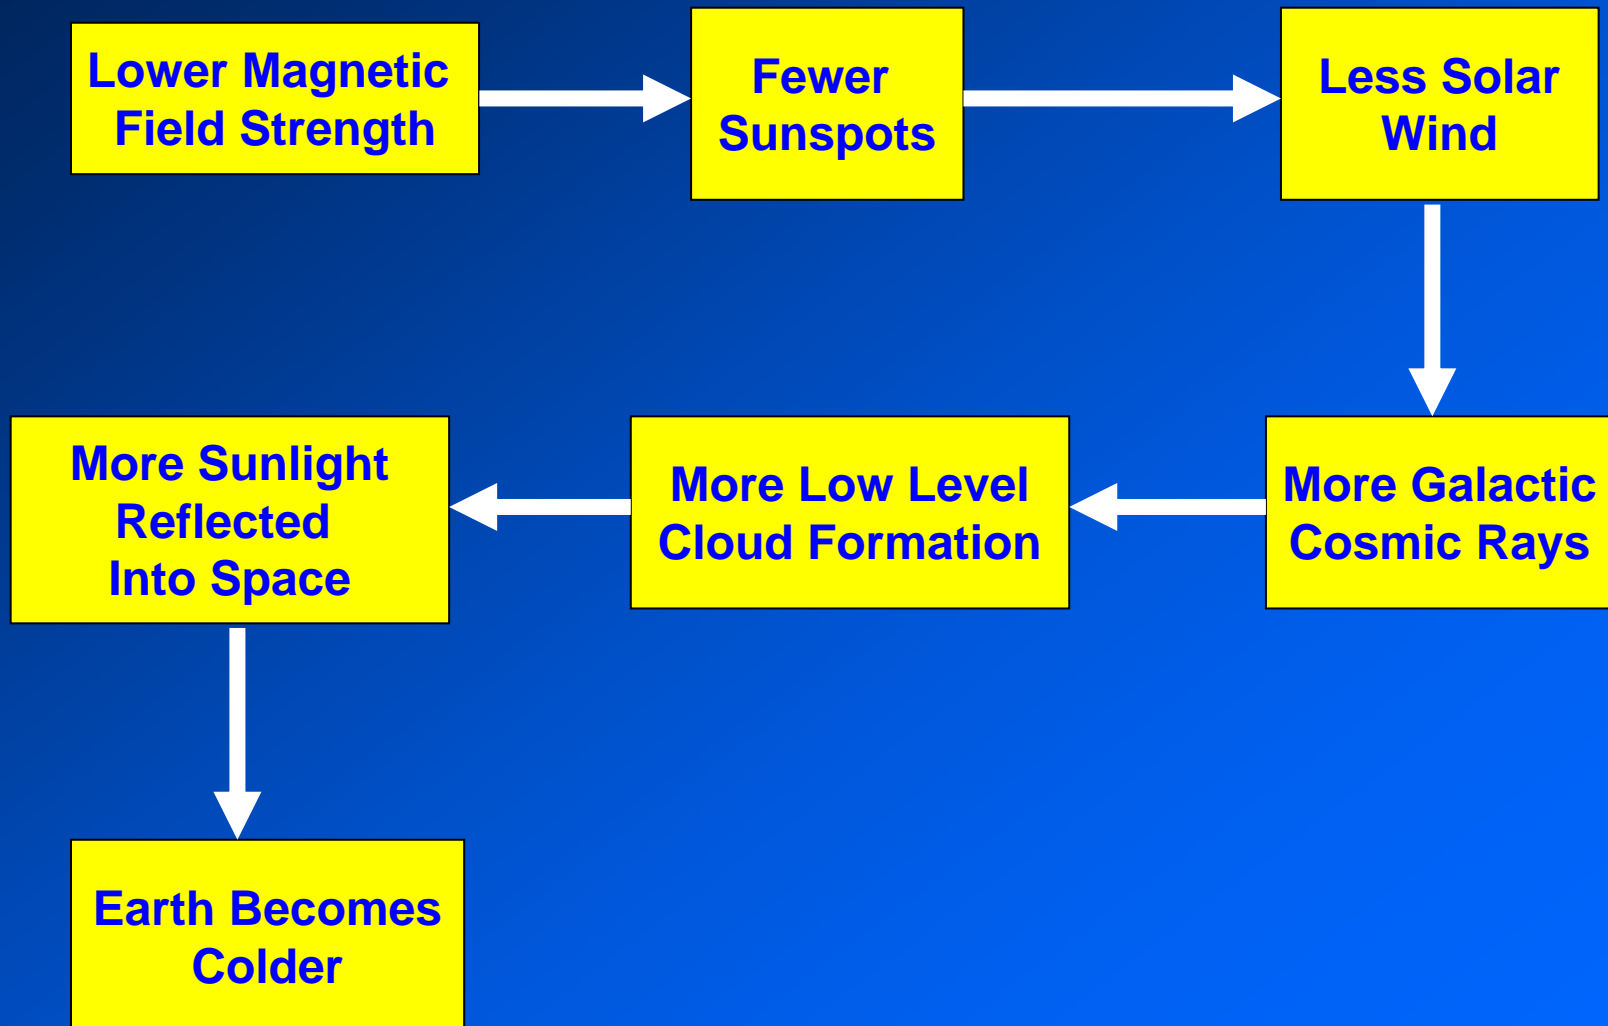 Lower Magnetic
Field Strength
Fewer
Sunspots
Less Solar
Wind
More Galactic
Cosmic Rays
More Low Level
Cloud Formation
More Sunlight
Reflected
Into Space
Earth Becomes
Colder